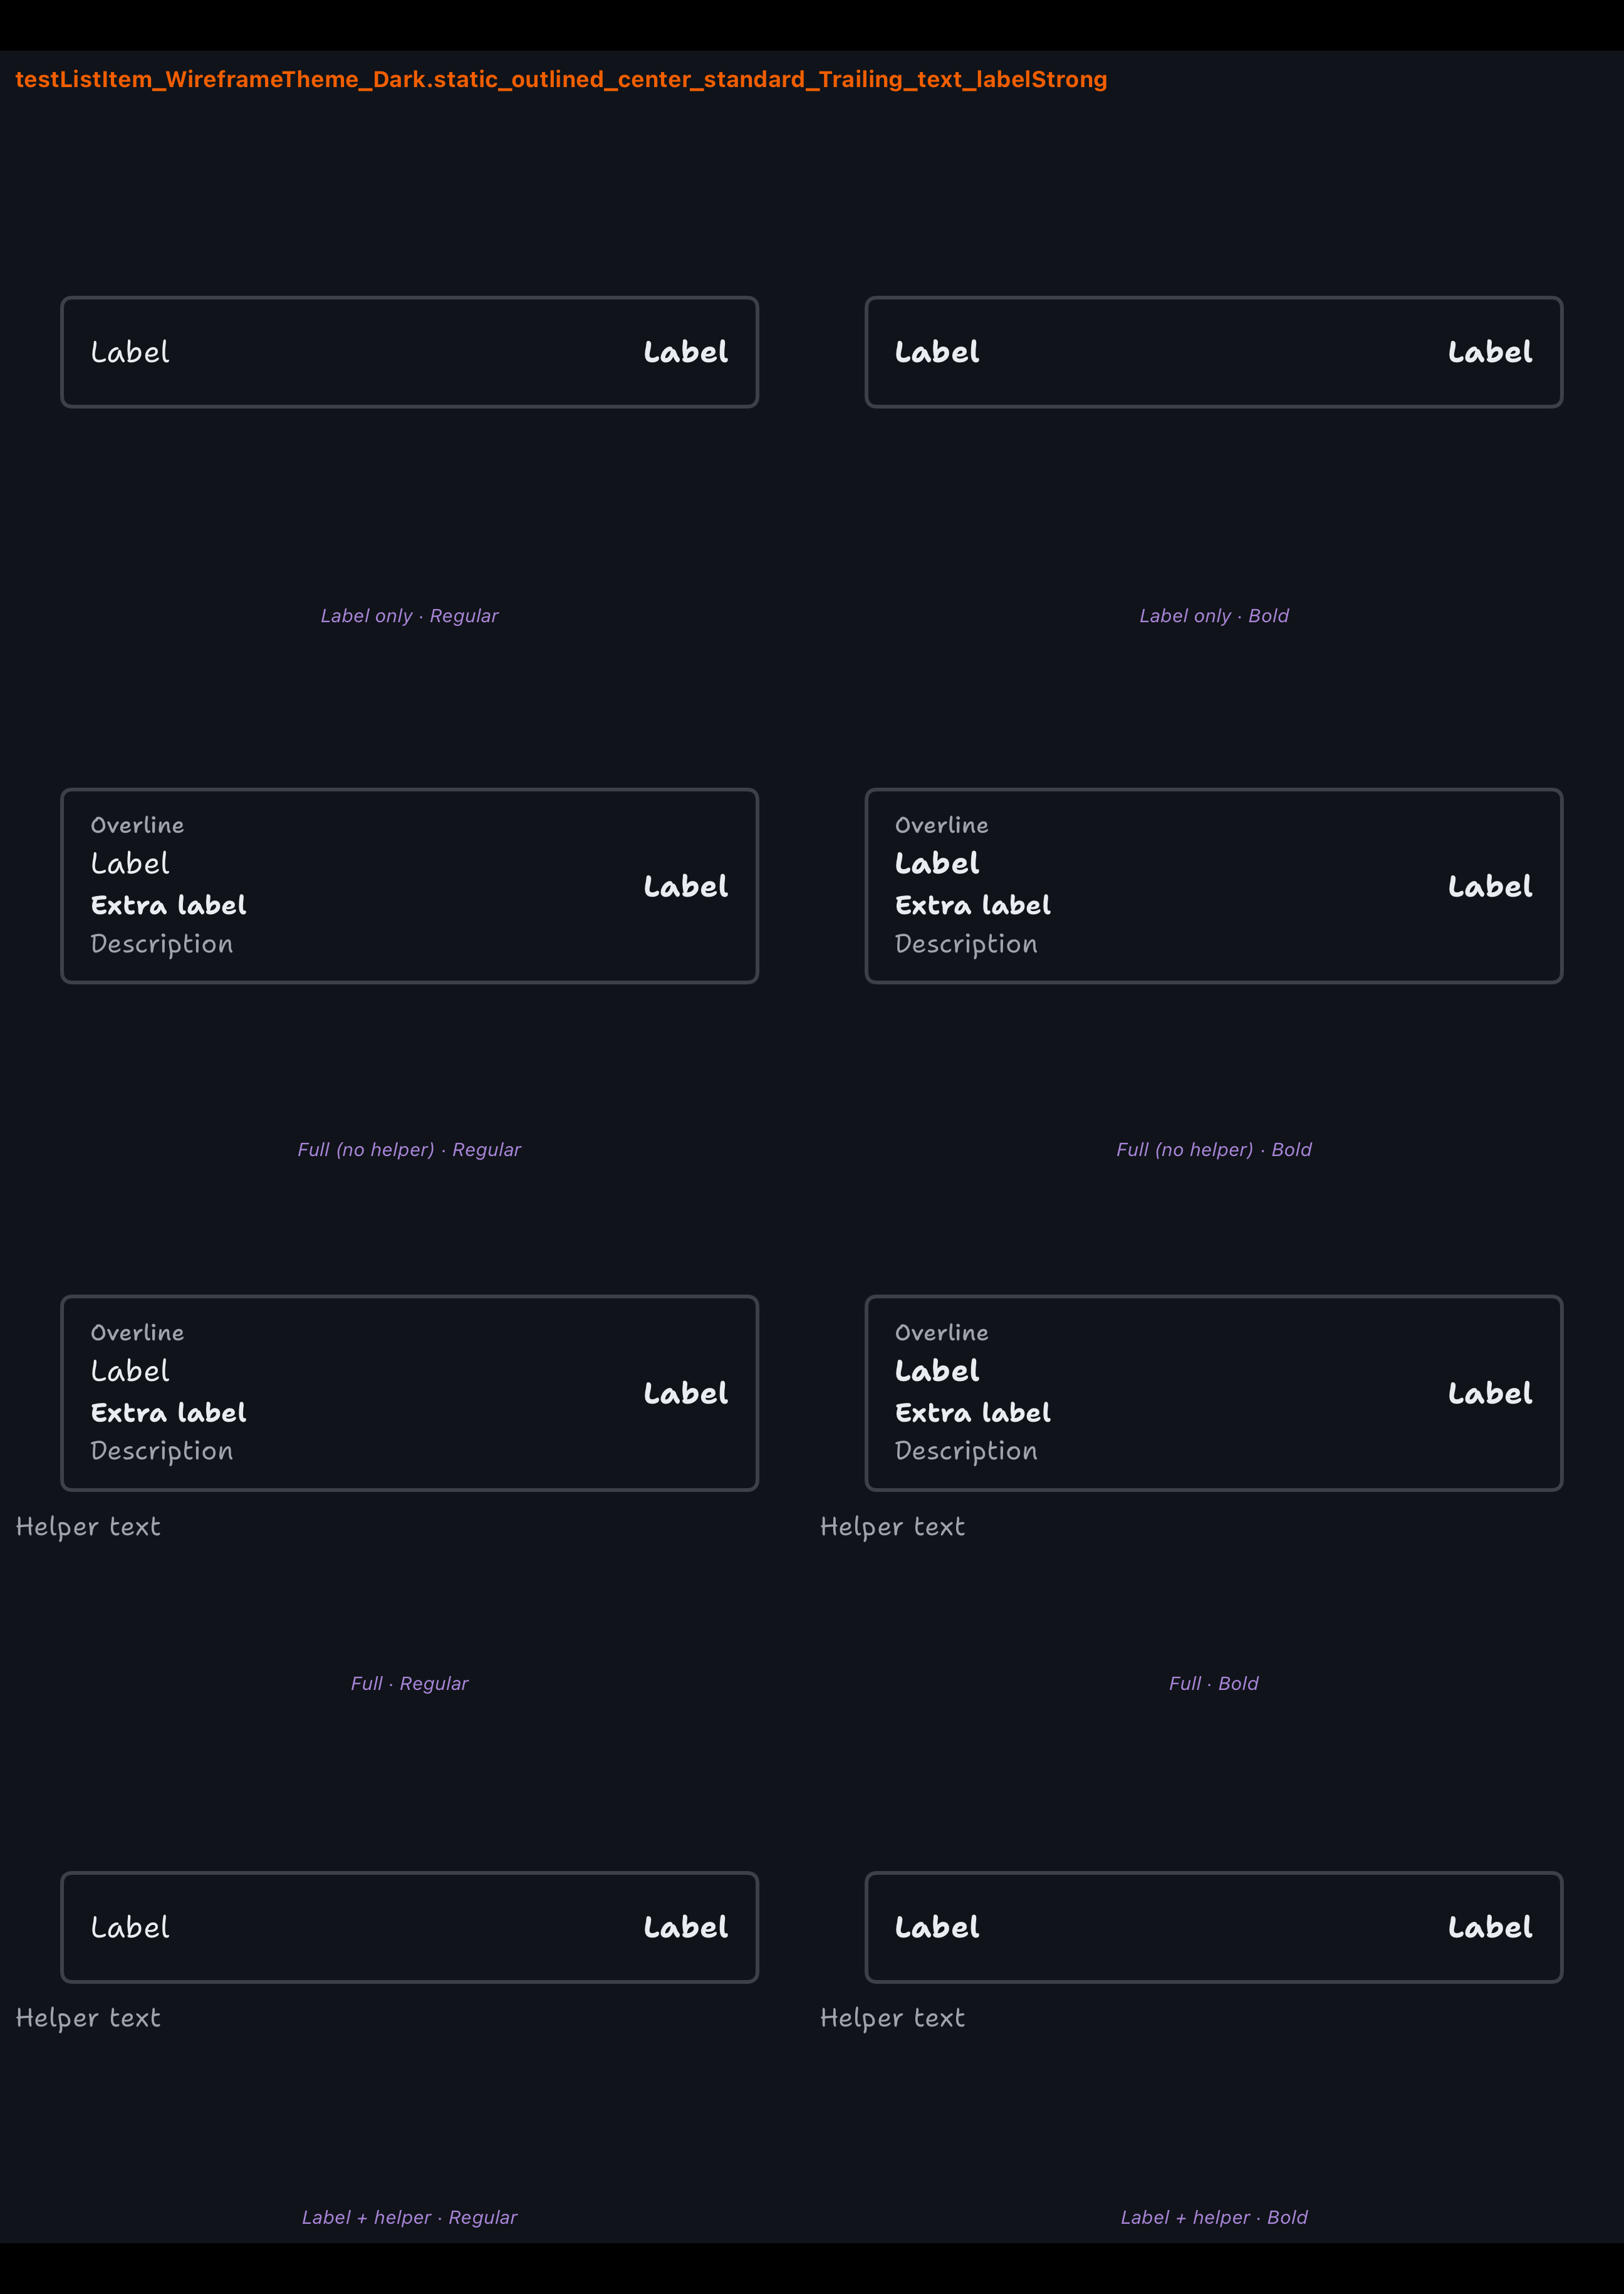 testListItem_WireframeTheme_Dark.static_outlined_center_standard_Trailing_text_labelStrong
Label Label
Label Label
Label only · Regular
Label only · Bold
Overline
Label
Extra label
Description
Label
Overline
Label
Extra label
Description
Label
Full (no helper) · Regular
Full (no helper) · Bold
Overline
Label
Extra label
Description
Label
Helper text
Overline
Label
Extra label
Description
Label
Helper text
Full · Regular
Full · Bold
Label Label
Helper text
Label Label
Helper text
Label + helper · Regular
Label + helper · Bold